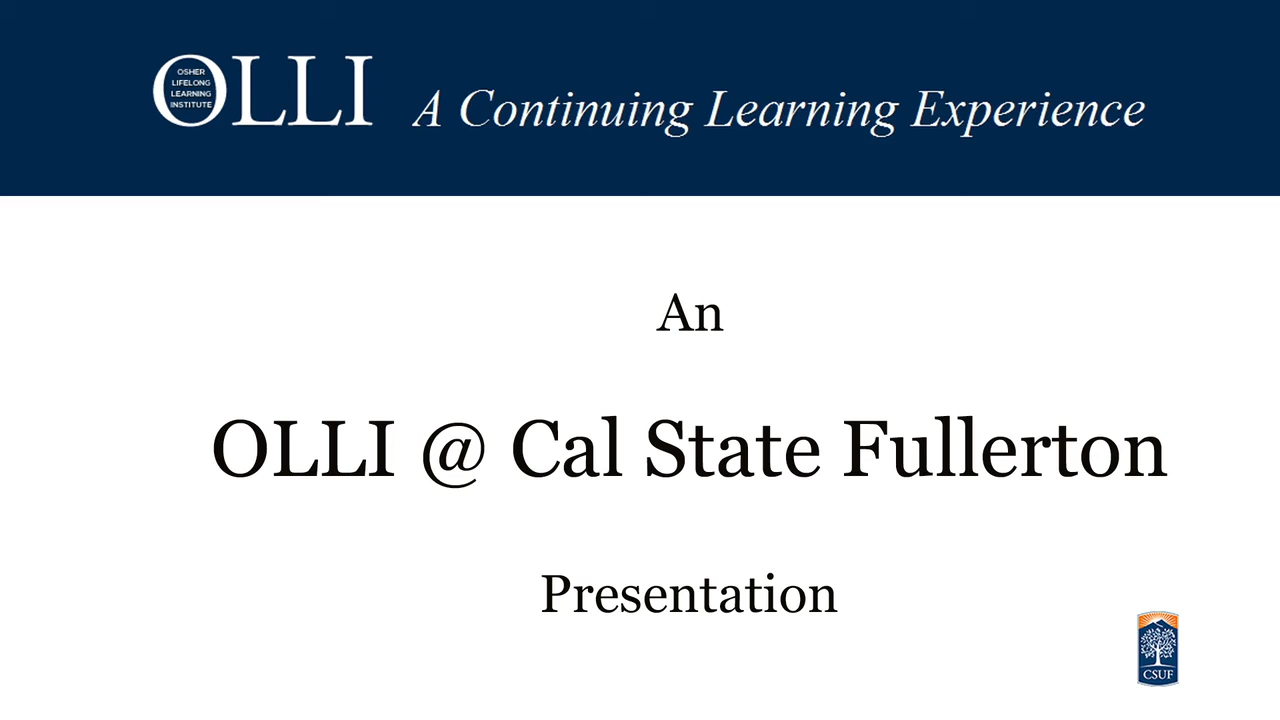 OLLI A Continuing Learning Experience
OSHER
LIFELONG
LEARNING
INSTITUTE
An
OLLI @ Cal State Fullerton
Presentation
CSUF